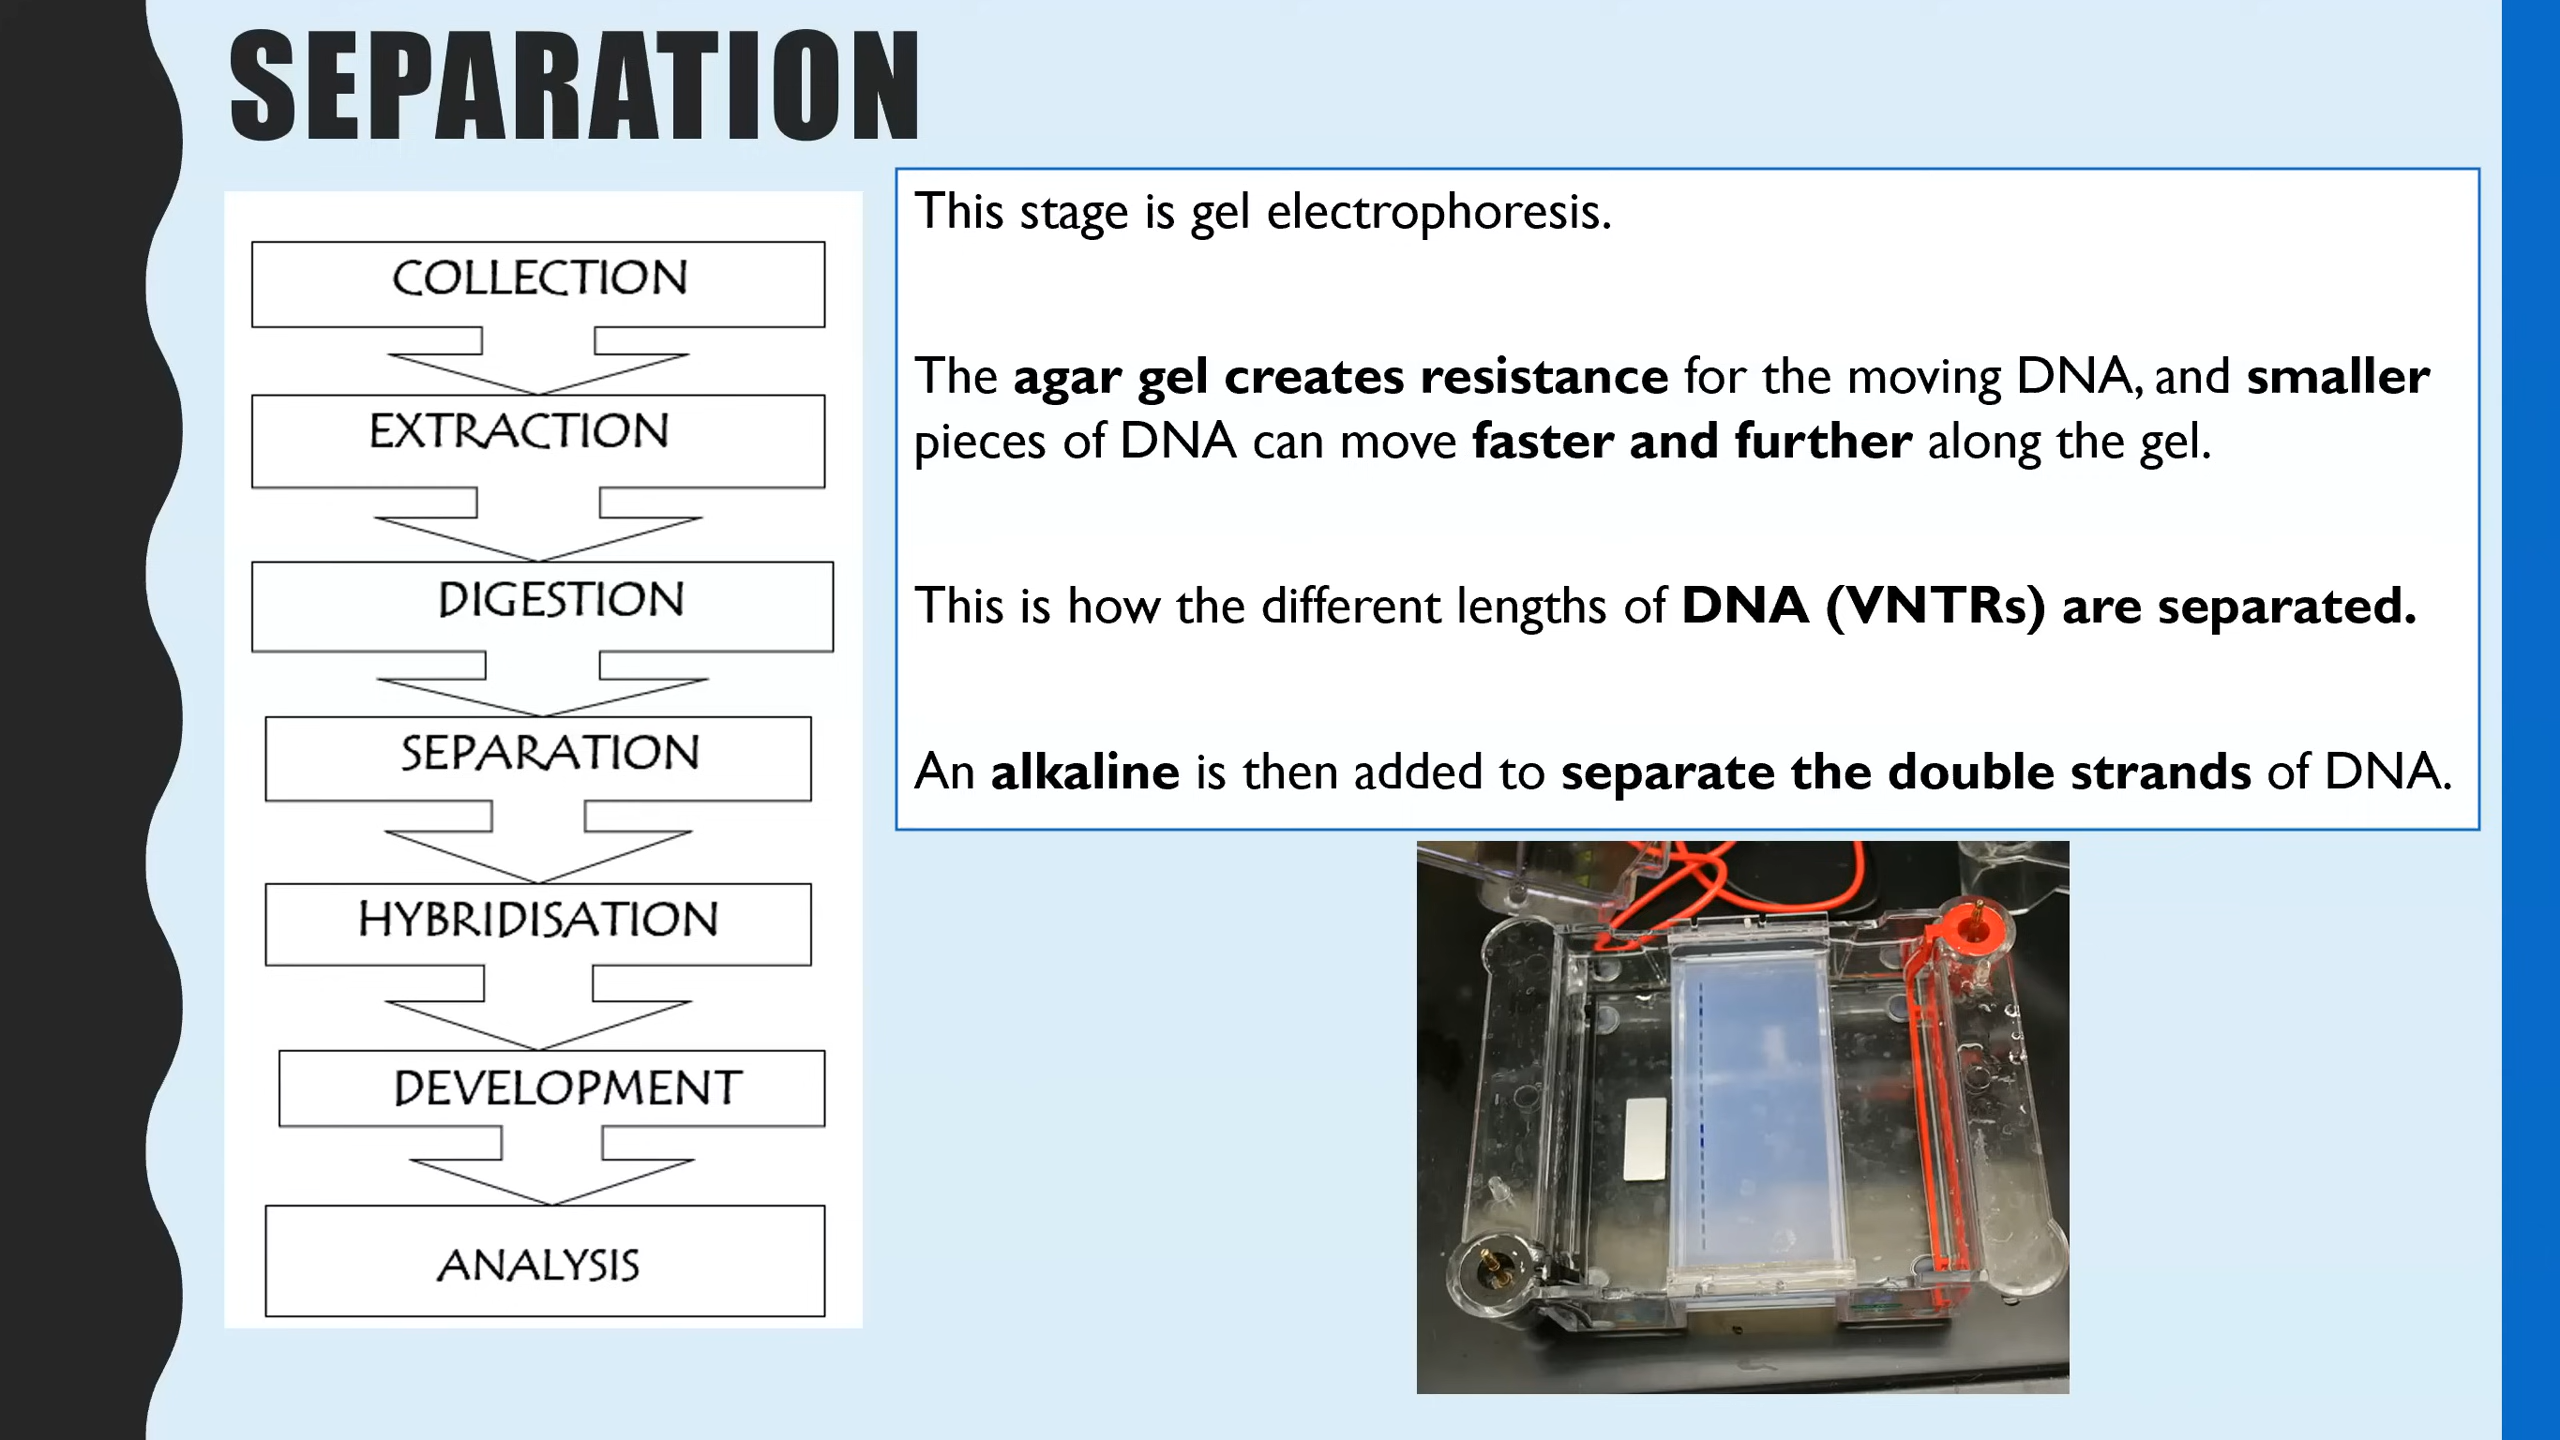 SEPARATION
COLLECTION
EXTRACTION
DIGESTION
SEPARATION
HYBRIDISATION
DEVELOPMENT
ANALYSIS
This stage is gel electrophoresis.
The agar gel creates resistance for the moving DNA, and smaller
pieces of DNA can move faster and further along the gel.
This is how the different lengths of DNA (VNTRs) are separated.
An alkaline is then added to separate the double strands of DNA.